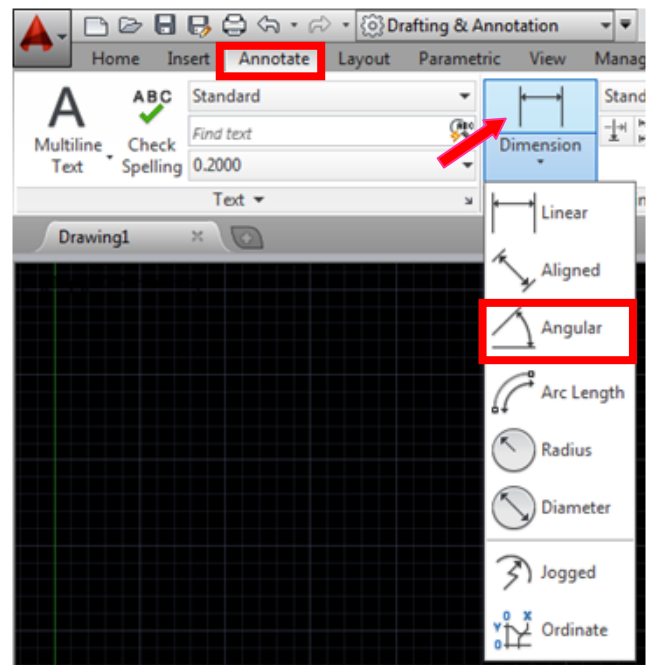 Drafting & Annotation
Home Insert Annotate Layout Parametric View Manag
A ABC Standard Stand
Find text
Multiline Check Dimension
Text Spelling 0.2000
Text
Drawing1
Linear
Aligned
Angular
Arc Length
Radius
Diameter
Jogged
Ordinate